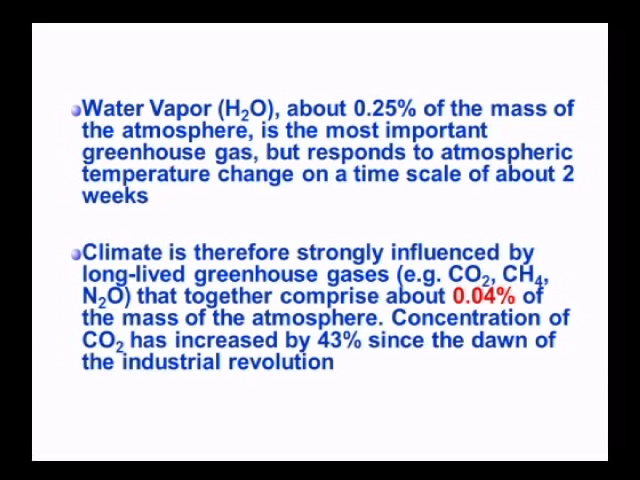 Water Vapor (H₂O), about 0.25% of the mass of
the atmosphere, is the most important
greenhouse gas, but responds to atmospheric
temperature change on a time scale of about 2
weeks
Climate is therefore strongly influenced by
long-lived greenhouse gases (e.g. CO₂, CH₄,
N₂O) that together comprise about 0.04% of
the mass of the atmosphere. Concentration of
CO₂ has increased by 43% since the dawn of
the industrial revolution